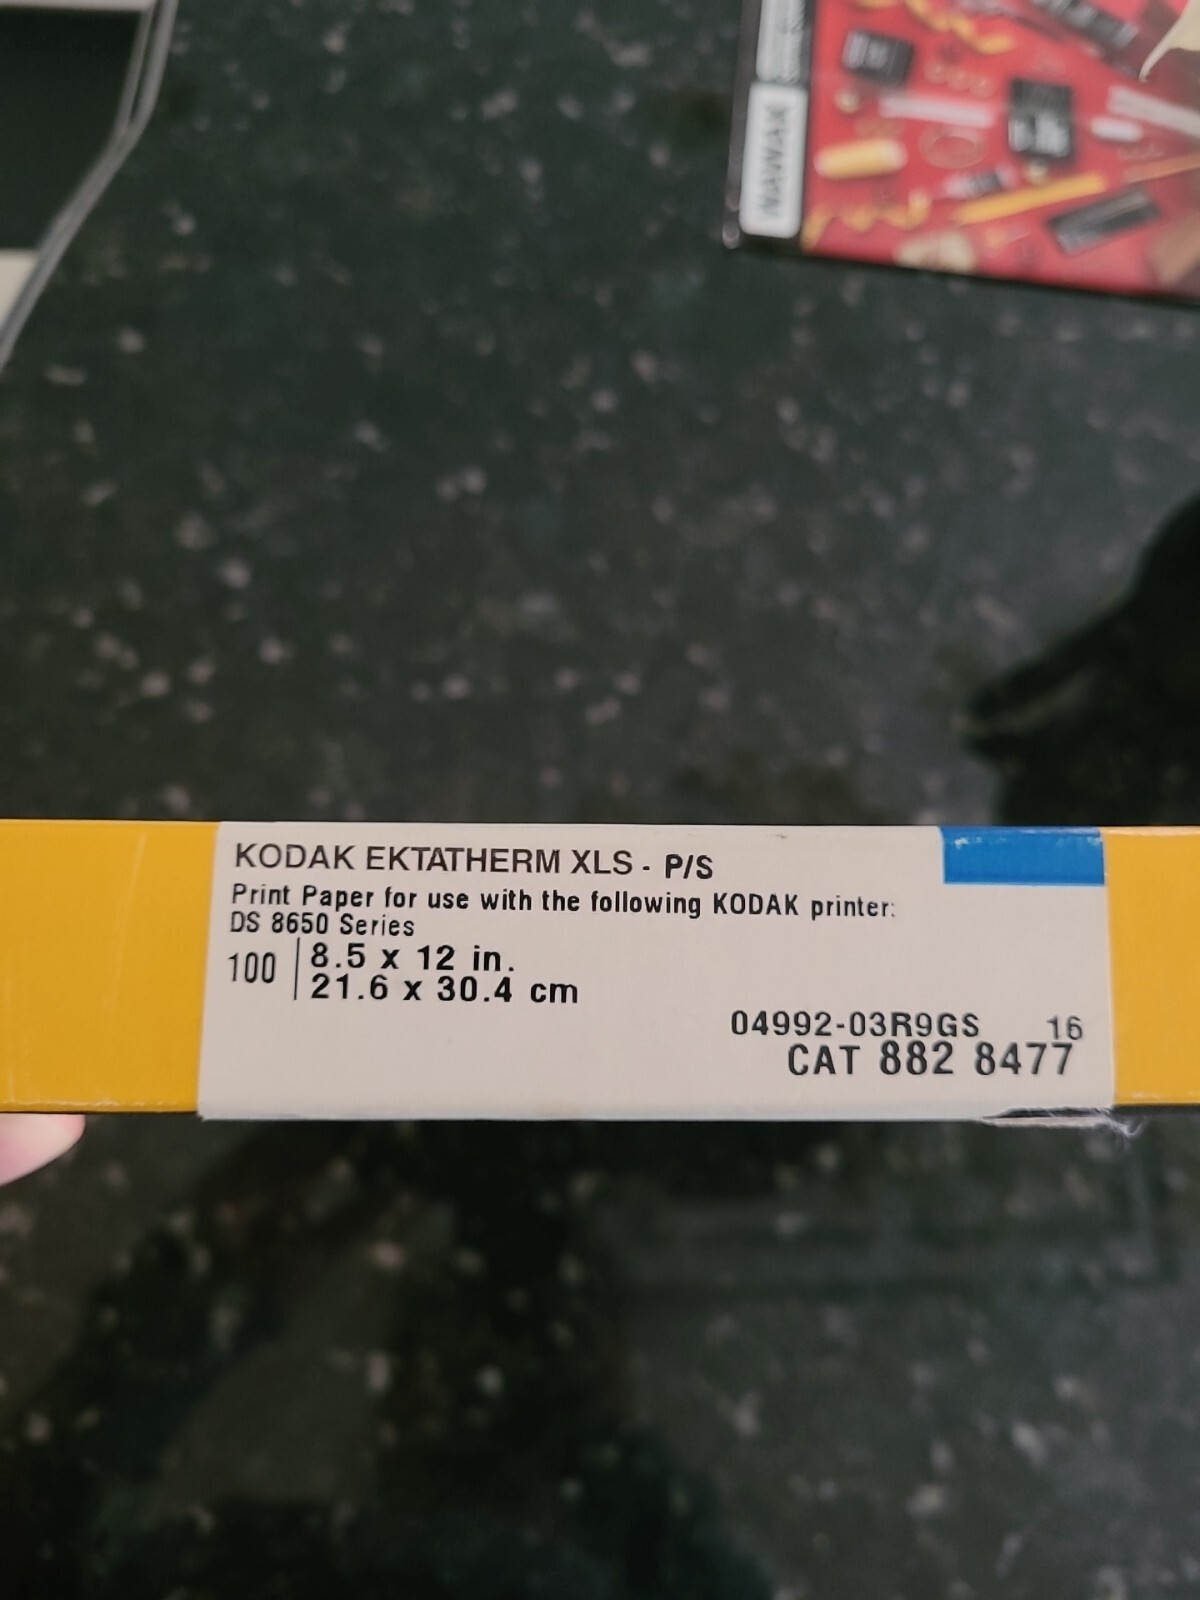 KODAK EKTATHERM XLS - P/S
Print Paper for use with the following KODAK printer:
DS 8650 Series
100
8.5 x 12 in.
21.6 x 30.4 cm
04992-03R9GS 16
CAT 882 8477